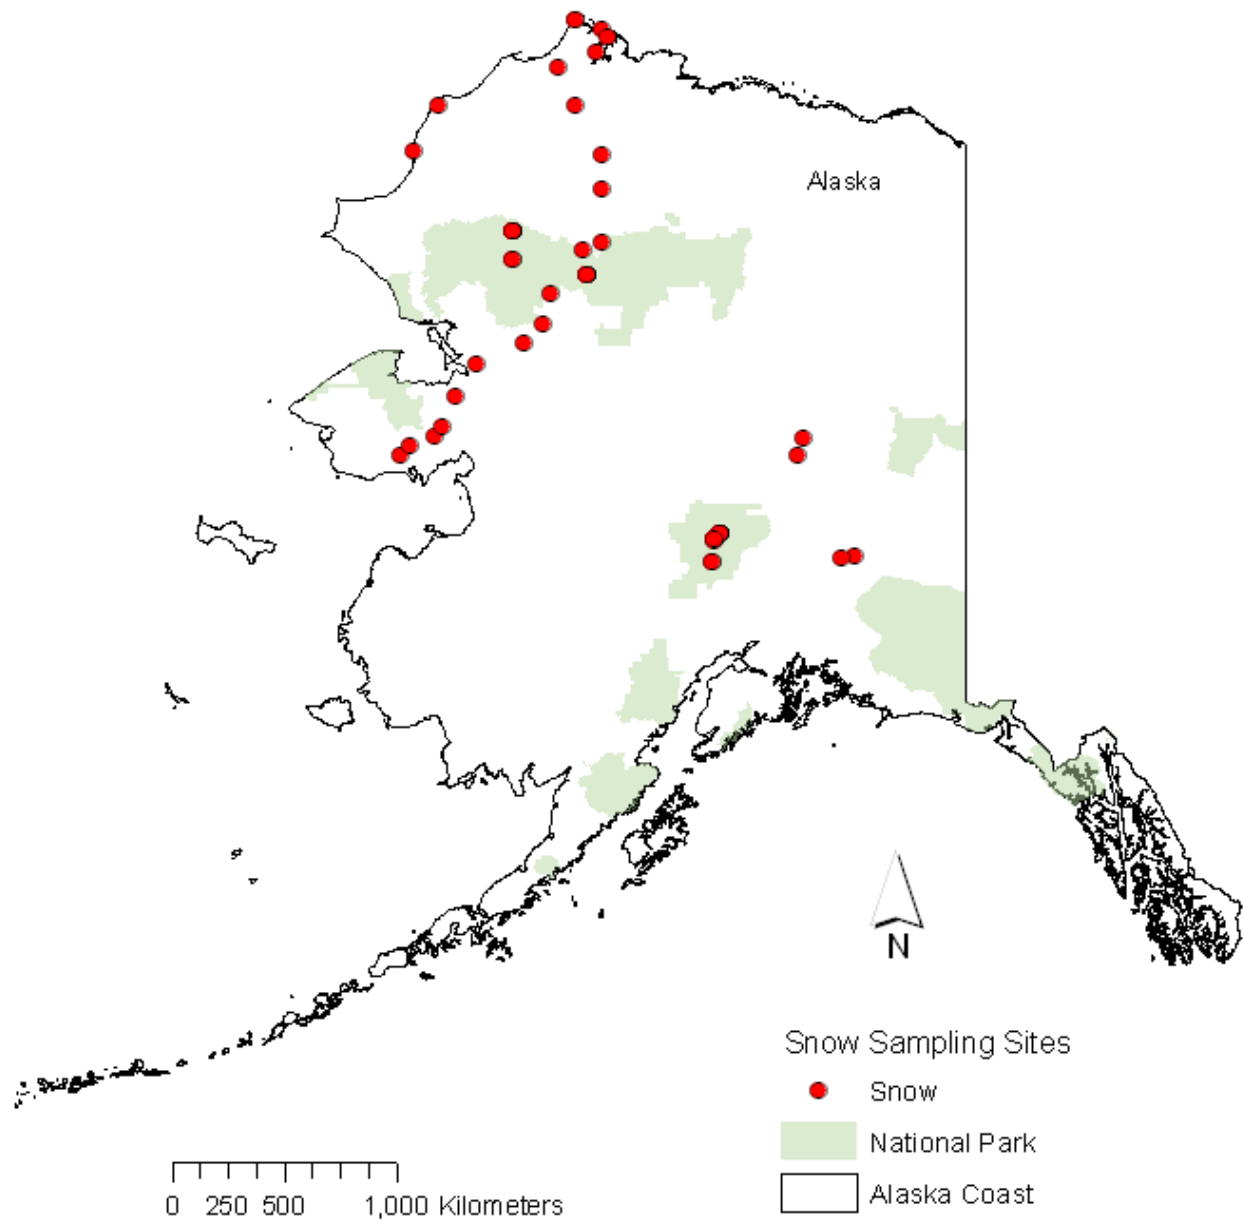 Alaska
N
Snow Sampling Sites
Snow
National Park
Alaska Coast
0 250 500 1,000 Kilometers